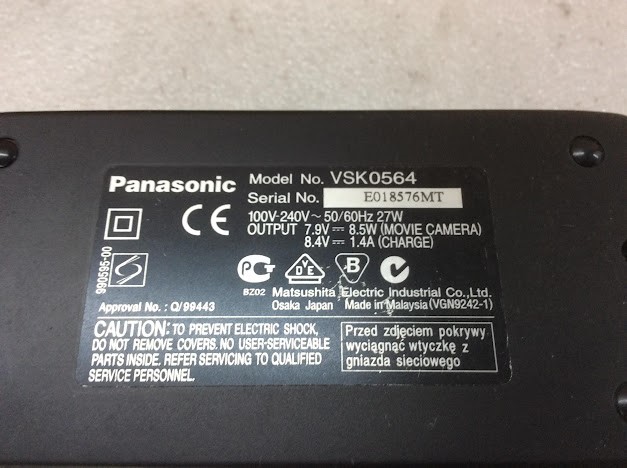 Panasonic
Model No. VSK0564
Serial No. E018576MT
CE
100V-240V~ 50/60Hz 27W
OUTPUT 7.9V⎓ 8.5W (MOVIE CAMERA)
8.4V⎓ 1.4A (CHARGE)
990595-00
S
PC
BZ02
VDE
B
Approval No. : Q/99443
Matsushita Electric Industrial Co.,Ltd.
Osaka Japan Made in Malaysia (VGN9242-1)
CAUTION: TO PREVENT ELECTRIC SHOCK,
DO NOT REMOVE COVERS. NO USER-SERVICEABLE
PARTS INSIDE. REFER SERVICING TO QUALIFIED
SERVICE PERSONNEL.
Przed zdjęciem pokrywy
wyciągnąć wtyczkę z
gniazda sieciowego